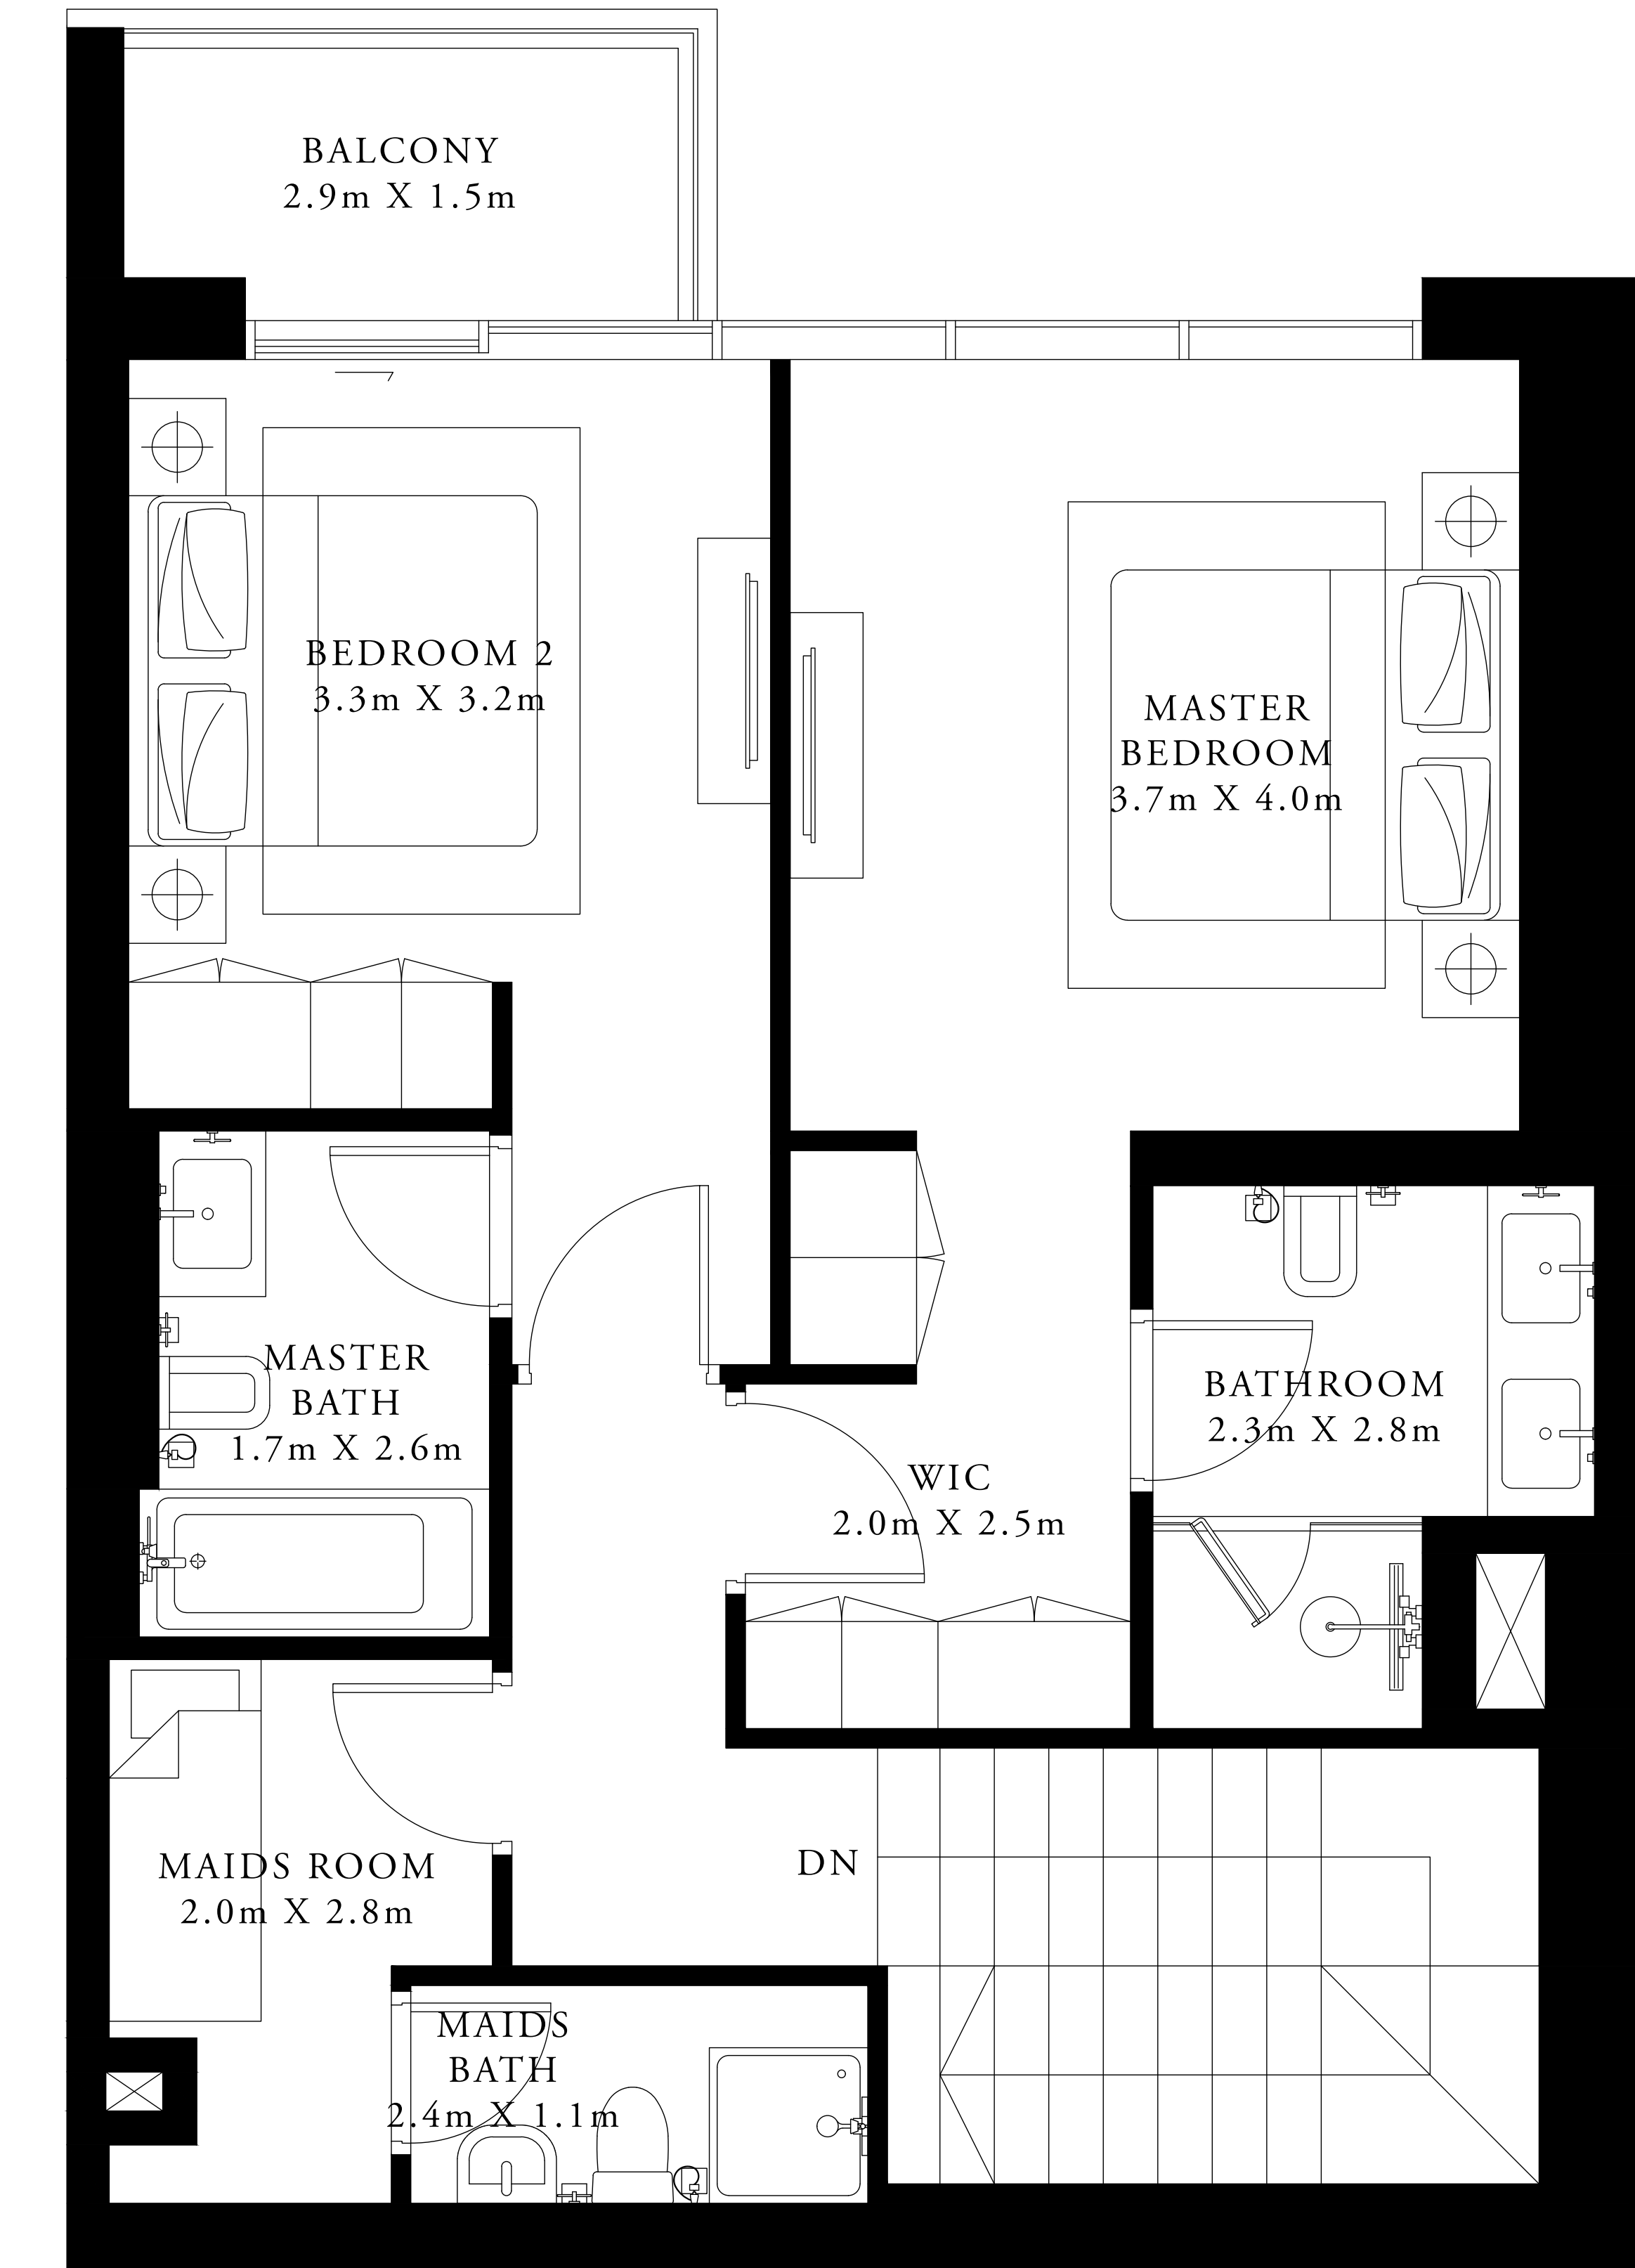 BALCONY
2.9m X 1.5m
BEDROOM 2
3.3m X 3.2m
MASTER
BEDROOM
3.7m X 4.0m
MASTER
BATH
1.7m X 2.6m
BATHROOM
2.3m X 2.8m
WIC
2.0m X 2.5m
MAIDS ROOM
2.0m X 2.8m
DN
MAIDS
BATH
2.4m X 1.1m